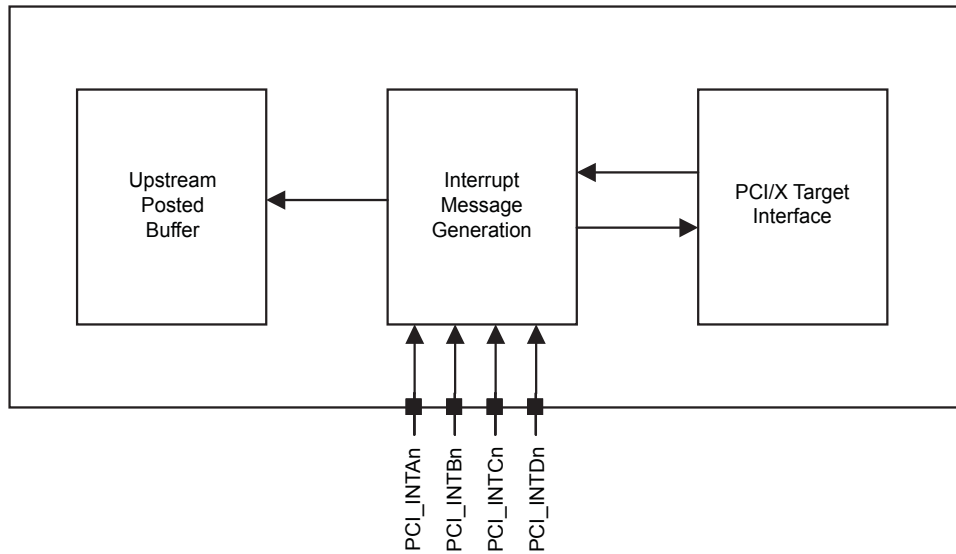 Upstream
Posted
Buffer
Interrupt
Message
Generation
PCI/X Target
Interface
PCI_INTAn
PCI_INTBn
PCI_INTCn
PCI_INTDn